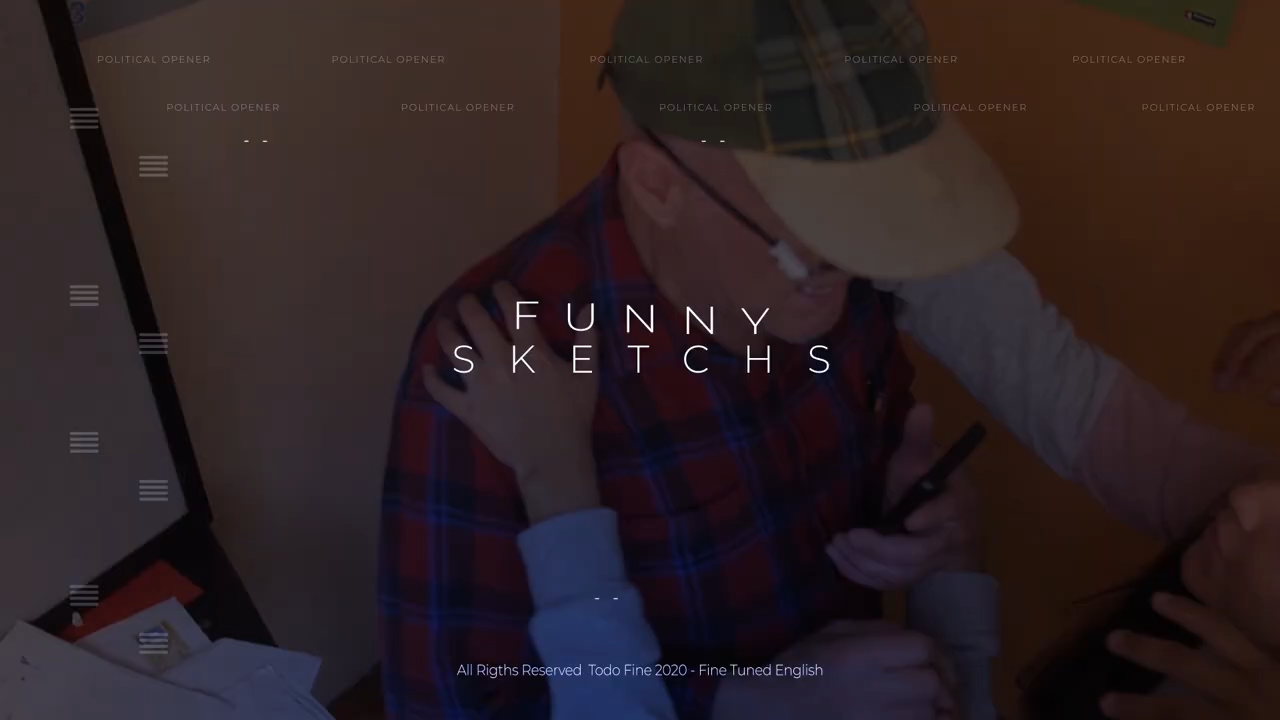 POLITICAL OPENER POLITICAL OPENER POLITICAL OPENER POLITICAL OPENER POLITICAL OPENER
POLITICAL OPENER POLITICAL OPENER POLITICAL OPENER POLITICAL OPENER POLITICAL OPENER
FUNNY
SKETCHS
All Rigths Reserved  Todo Fine 2020 - Fine Tuned English